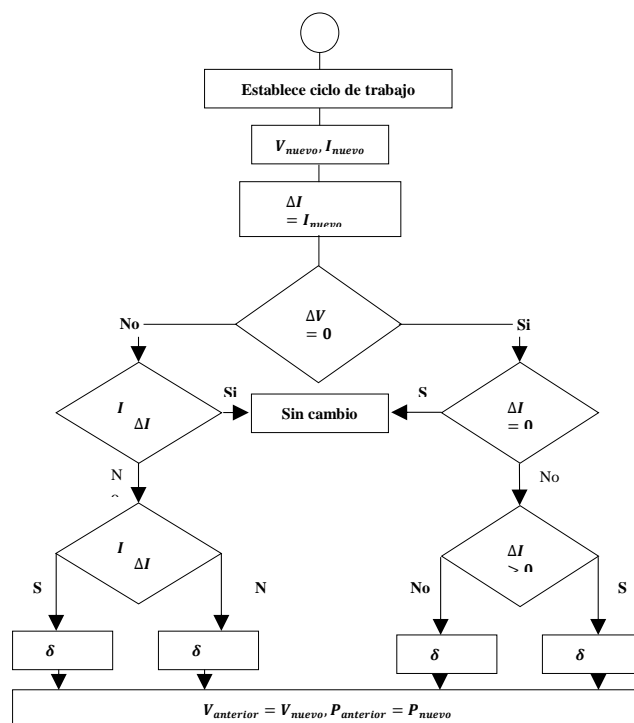 Establece ciclo de trabajo
V_nuevo, I_nuevo
ΔI
= I_nuevo
ΔV
= 0
No
Si
I
ΔI
Si
Sin cambio
S
ΔI
= 0
N
No
I
ΔI
ΔI
> 0
S
N
No
S
δ
δ
δ
δ
V_anterior = V_nuevo, P_anterior = P_nuevo